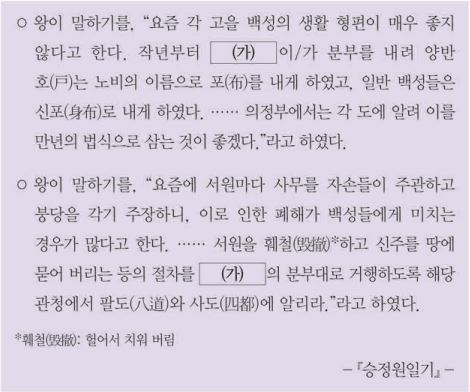 ○ 왕이 말하기를, “요즘 각 고을 백성의 생활 형편이 매우 좋지
않다고 한다. 작년부터 (가) 이/가 분부를 내려 양반
호(戶)는 노비의 이름으로 포(布)를 내게 하였고, 일반 백성들은
신포(身布)로 내게 하였다. …… 의정부에서는 각 도에 알려 이를
만년의 법식으로 삼는 것이 좋겠다.”라고 하였다.
○ 왕이 말하기를, “요즘에 서원마다 사무를 자손들이 주관하고
붕당을 각기 주장하니, 이로 인한 폐해가 백성들에게 미치는
경우가 많다고 한다. …… 서원을 훼철(毁撤)*하고 신주를 땅에
묻어 버리는 등의 절차를 (가) 의 분부대로 거행하도록 해당
관청에서 팔도(八道)와 사도(四都)에 알리라.”라고 하였다.
*훼철(毁撤): 헐어서 치워 버림
－『승정원일기』－